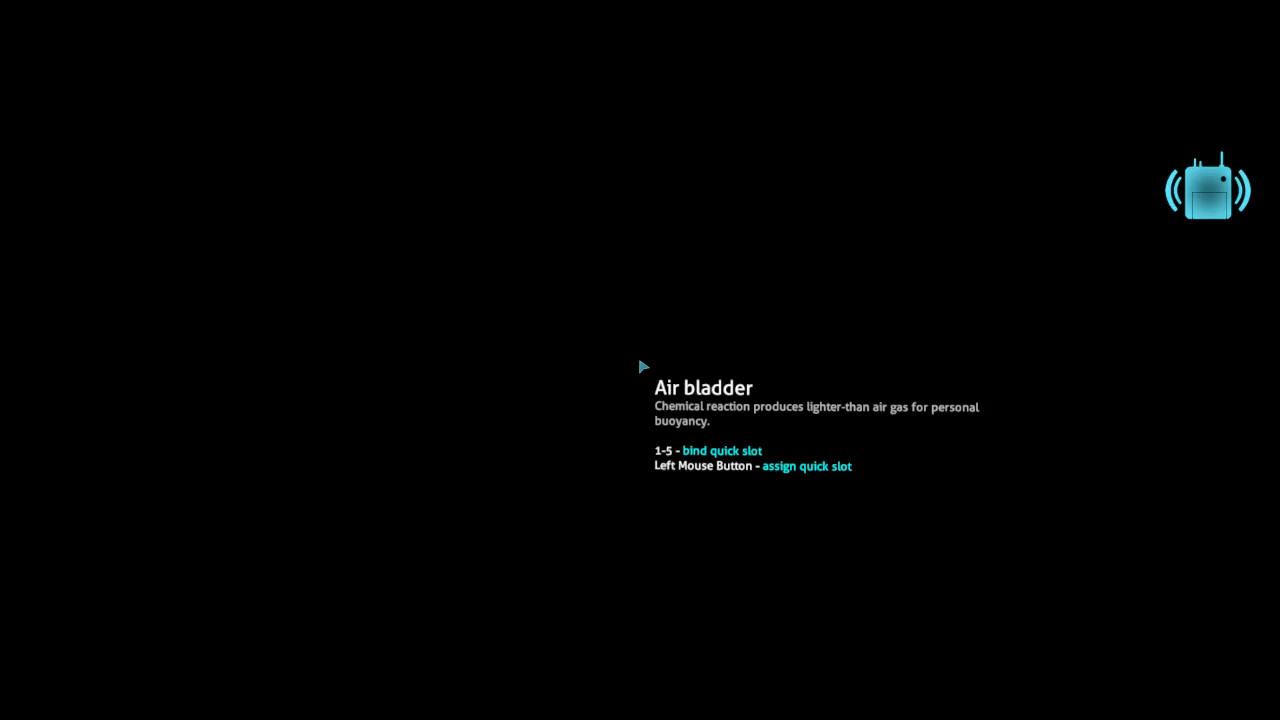 Air bladder
Chemical reaction produces lighter-than air gas for personal
buoyancy.
1-5 - bind quick slot
Left Mouse Button - assign quick slot